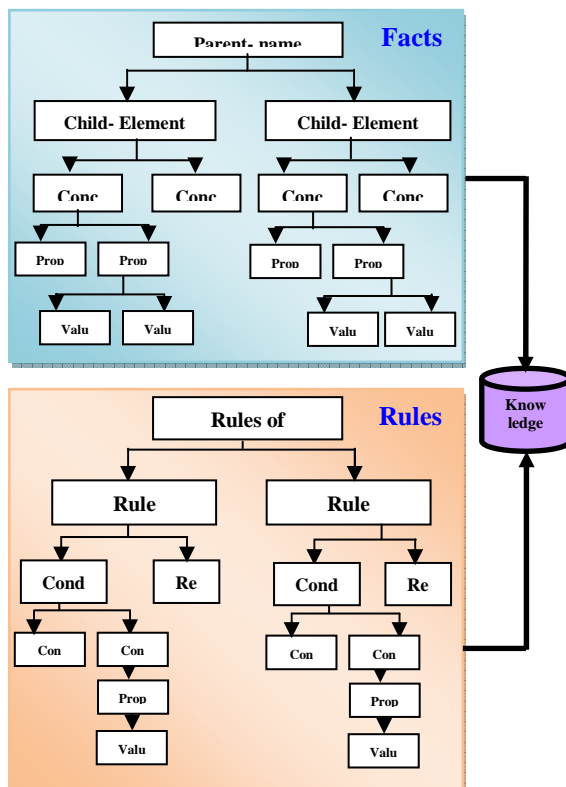 Facts
Parent- name
Child- Element Child- Element
Conc Conc Conc Conc
Prop Prop Prop Prop
Valu Valu Valu Valu
Know
ledge
Rules
Rules of
Rule Rule
Cond Re Cond Re
Con Con Con Con
Prop Prop
Valu Valu